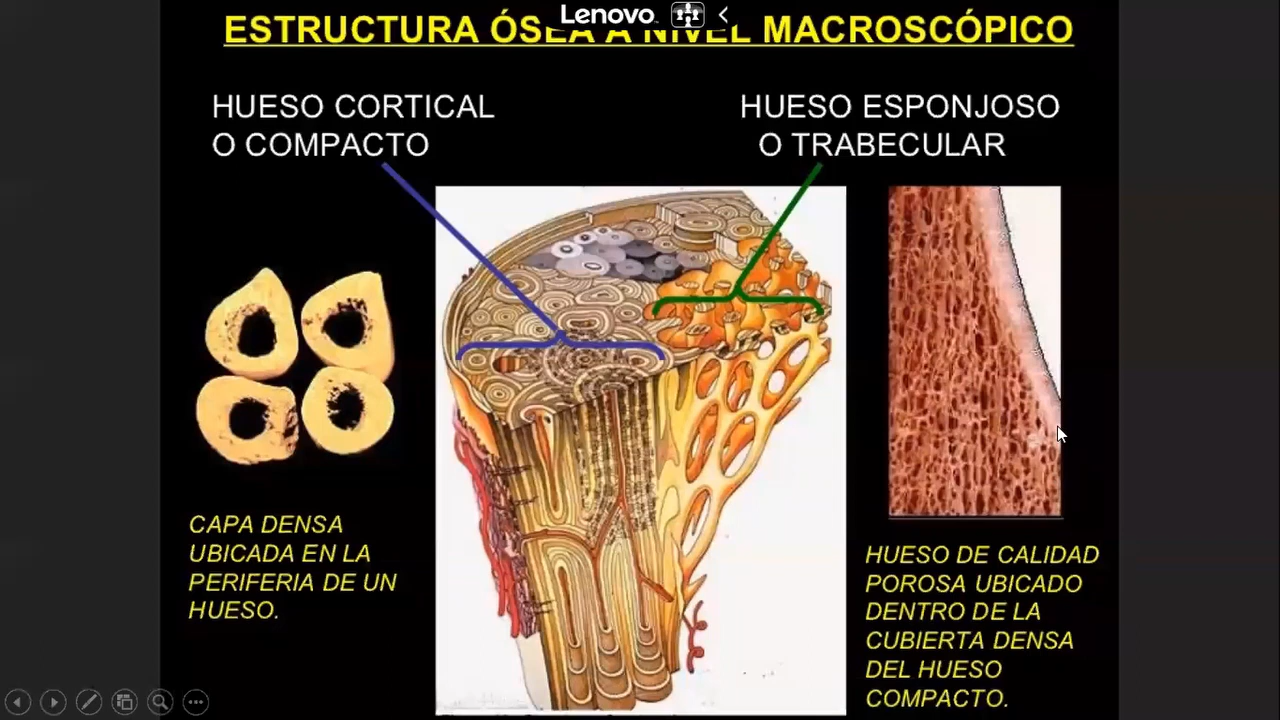 Lenovo
ESTRUCTURA ÓSEA A NIVEL MACROSCÓPICO
HUESO CORTICAL
O COMPACTO
HUESO ESPONJOSO
O TRABECULAR
CAPA DENSA
UBICADA EN LA
PERIFERIA DE UN
HUESO.
HUESO DE CALIDAD
POROSA UBICADO
DENTRO DE LA
CUBIERTA DENSA
DEL HUESO
COMPACTO.